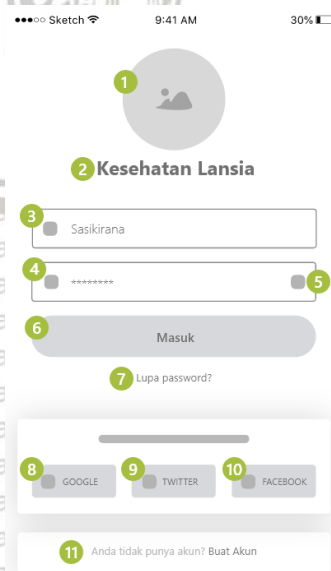 ●●●○○ Sketch 9:41 AM 30%
1
2 Kesehatan Lansia
3 Sasikirana
4 ******** 5
6 Masuk
7 Lupa password?
8 GOOGLE 9 TWITTER 10 FACEBOOK
11 Anda tidak punya akun? Buat Akun